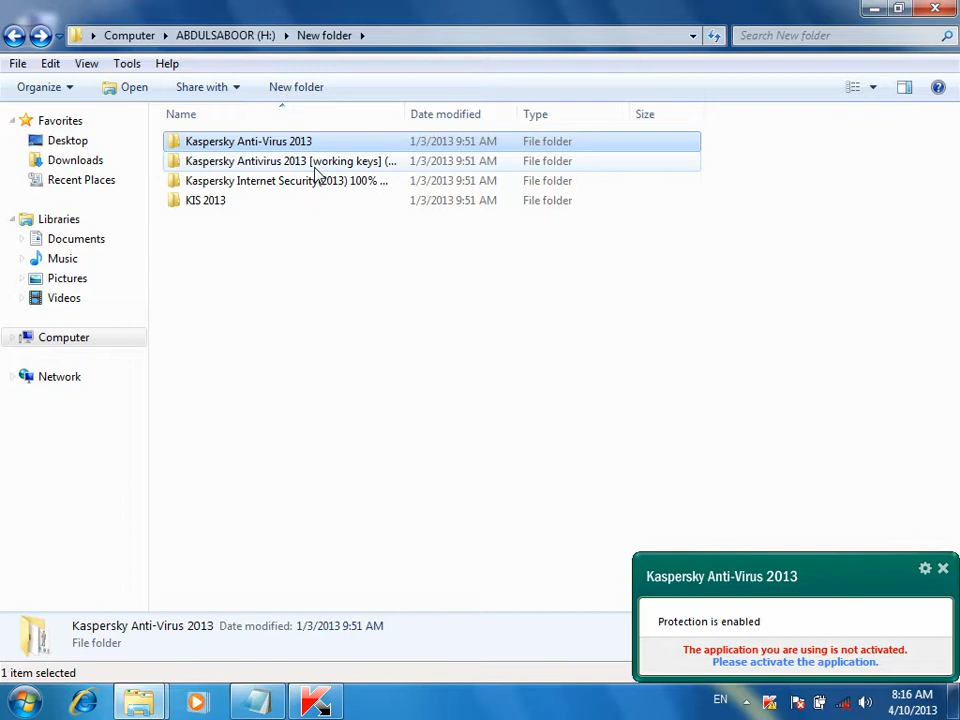 Computer ABDULSABOOR (H:) New folder Search New folder
File Edit View Tools Help
Organize Open Share with New folder
Name Date modified Type Size
Favorites
Desktop
Downloads
Recent Places
Libraries
Documents
Music
Pictures
Videos
Computer
Network
Kaspersky Anti-Virus 2013 1/3/2013 9:51 AM File folder
Kaspersky Antivirus 2013 [working keys] (... 1/3/2013 9:51 AM File folder
Kaspersky Internet Security 2013) 100% ... 1/3/2013 9:51 AM File folder
KIS 2013 1/3/2013 9:51 AM File folder
Kaspersky Anti-Virus 2013
Protection is enabled
The application you are using is not activated.
Please activate the application.
Kaspersky Anti-Virus 2013 Date modified: 1/3/2013 9:51 AM
File folder
1 item selected
EN 8:16 AM
4/10/2013